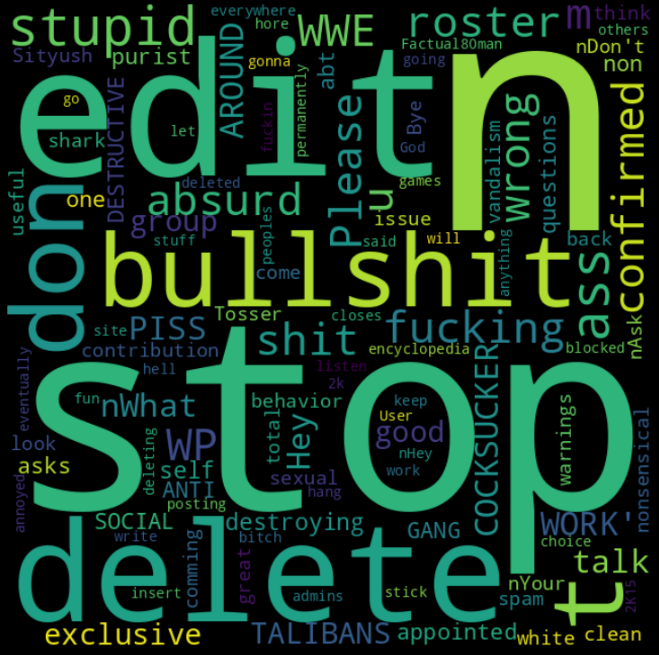 stupid
WWE
roster
m
think
everywhere
hore
others
Sityush
purist
gonna
Factual80man
abt
going
nDon't
non
edit
n
go
shark
let
DESTRUCTIVE
AROUND
fuckin
permanently
Please
Bye
God
vandalism
wrong
questions
confirmed
useful
one
deleted
absurd
u
games
don
group
issue
stuff
peoples
come
said
will
anything
back
bullshit
ass
Tosser
closes
site
PISS
shit
fucking
nAsk
contribution
encyclopedia
blocked
hell
listen
2k
eventually
stop
fun
nWhat
behavior
keep
User
good
look
WP
total
Hey
nHey
COCKSUCKER
warnings
nonsensical
asks
deleting
self
work
annoyed
ANTI
sexual
hang
posting
SOCIAL
destroying
GANG
WORK'
write
bitch
choice
delete
comming
great
talk
insert
admins
stick
nYour
spam
t
2K15
exclusive
TALIBANS
appointed
white
clean